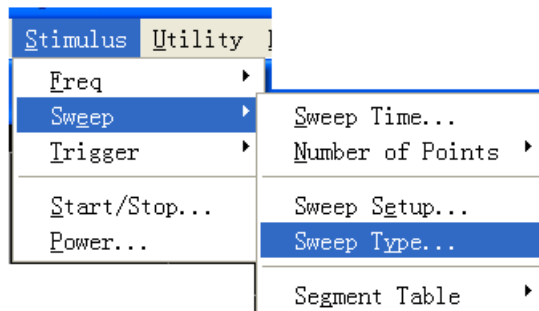 Stimulus Utility
Freq
Sweep
Trigger
Start/Stop...
Power...
Sweep Time...
Number of Points
Sweep Setup...
Sweep Type...
Segment Table